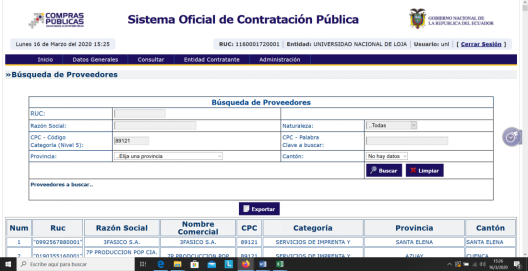 COMPRAS PÚBLICAS
Sistema Oficial de Contratación Pública
GOBIERNO NACIONAL DE LA REPUBLICA DEL ECUADOR
Lunes 16 de Marzo del 2020 15:25
RUC: 1160001720001 | Entidad: UNIVERSIDAD NACIONAL DE LOJA | Usuario: unl | [ Cerrar Sesión ]
Inicio Datos Generales Consultar Entidad Contratante Administración
»Búsqueda de Proveedores
Búsqueda de Proveedores
RUC:
Razón Social:
Naturaleza: ..Todas
CPC - Código Categoría (Nivel 5): 89121
CPC - Palabra Clave a buscar:
Provincia: ..Elija una provincia
Cantón: No hay datos
Buscar Limpiar
Proveedores a buscar..
Exportar
Num Ruc Razón Social Nombre Comercial CPC Categoría Provincia Cantón
1 "0992567880001" 3FASICO S.A. 3FASICO S.A. 89121 SERVICIOS DE IMPRENTA Y SANTA ELENA SANTA ELENA
2 "0190355160001" 7P PRODUCCION POP CIA. 7P PRODUCCION POP 89121 SERVICIOS DE IMPRENTA Y AZUAY CUENCA
Escribe aquí para buscar
15:25
16/3/2020